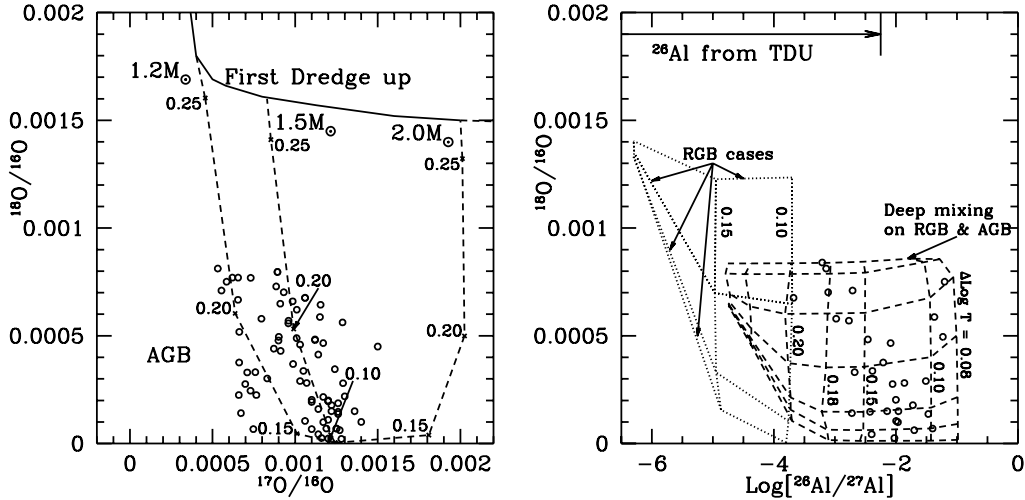 0.002
0.0015
0.001
0.0005
0
¹⁸O/¹⁶O
First Dredge up
1.2M⊙
0.25
1.5M⊙
0.25
2.0M⊙
0.25
0.20
0.20
0.20
AGB
0.10
0.15
0.15
0 0.0005 0.001 0.0015 0.002
¹⁷O/¹⁶O
0.002
0.0015
0.001
0.0005
0
¹⁸O/¹⁶O
²⁶Al from TDU
RGB cases
0.15
0.10
Deep mixing
on RGB & AGB
ΔLog T = 0.08
0.20
0.18
0.15
0.10
−6 −4 −2 0
Log[²⁶Al/²⁷Al]